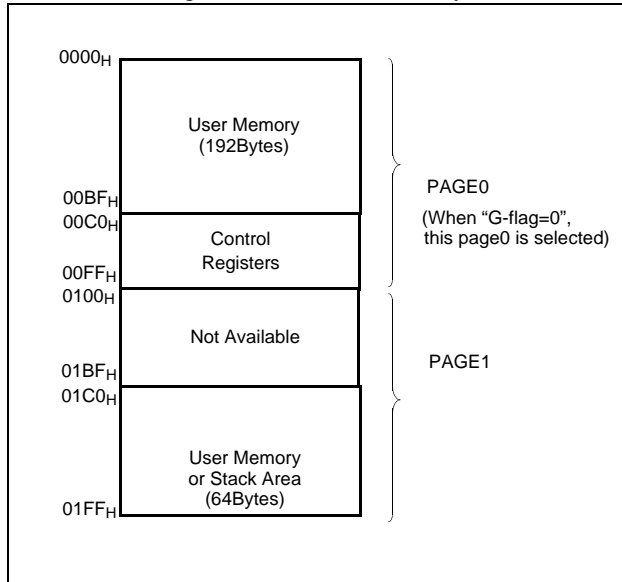 0000H
User Memory
(192Bytes)
PAGE0
(When “G-flag=0”,
this page0 is selected)
00BFH
00C0H
Control
Registers
00FFH
0100H
Not Available
PAGE1
01BFH
01C0H
User Memory
or Stack Area
(64Bytes)
01FFH